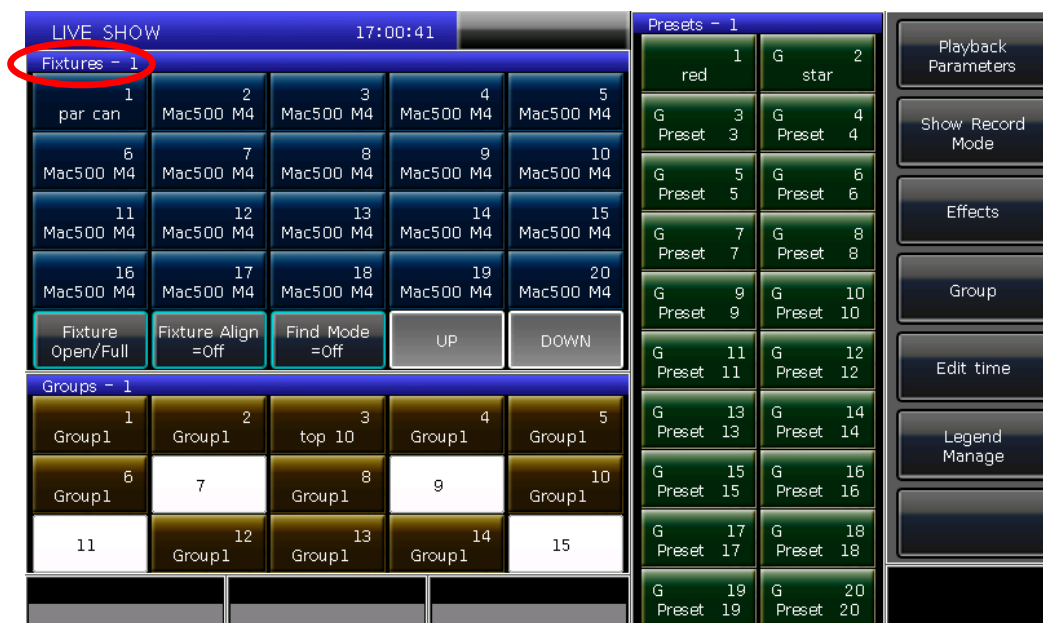 LIVE SHOW 17:00:41
Fixtures - 1
1 2 3 4 5
par can Mac500 M4 Mac500 M4 Mac500 M4 Mac500 M4
6 7 8 9 10
Mac500 M4 Mac500 M4 Mac500 M4 Mac500 M4 Mac500 M4
11 12 13 14 15
Mac500 M4 Mac500 M4 Mac500 M4 Mac500 M4 Mac500 M4
16 17 18 19 20
Mac500 M4 Mac500 M4 Mac500 M4 Mac500 M4 Mac500 M4
Fixture Fixture Align Find Mode UP DOWN
Open/Full =Off =Off
Groups - 1
1 2 3 4 5
Group1 Group1 top 10 Group1 Group1
6 7 8 9 10
Group1 Group1 Group1
11 12 13 14 15
Group1 Group1 Group1
Presets - 1
1 G 2
red star
G 3 G 4
Preset 3 Preset 4
G 5 G 6
Preset 5 Preset 6
G 7 G 8
Preset 7 Preset 8
G 9 G 10
Preset 9 Preset 10
G 11 G 12
Preset 11 Preset 12
G 13 G 14
Preset 13 Preset 14
G 15 G 16
Preset 15 Preset 16
G 17 G 18
Preset 17 Preset 18
G 19 G 20
Preset 19 Preset 20
Playback
Parameters
Show Record
Mode
Effects
Group
Edit time
Legend
Manage